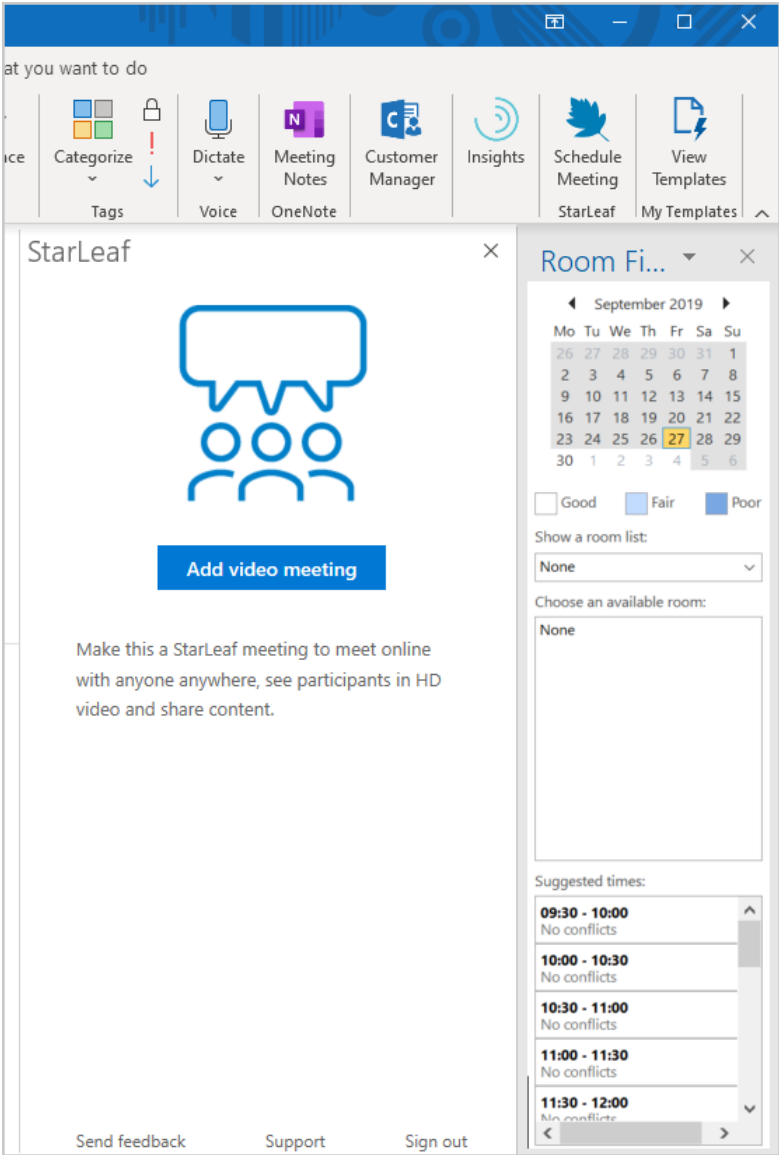 at you want to do
Categorize
Tags
Dictate
Voice
N
Meeting
Notes
OneNote
C
Customer
Manager
Insights
Schedule
Meeting
StarLeaf
View
Templates
My Templates
StarLeaf
Add video meeting
Make this a StarLeaf meeting to meet online
with anyone anywhere, see participants in HD
video and share content.
Send feedback Support Sign out
Room Fi...
September 2019
Mo Tu We Th Fr Sa Su
26 27 28 29 30 31 1
2 3 4 5 6 7 8
9 10 11 12 13 14 15
16 17 18 19 20 21 22
23 24 25 26 27 28 29
30 1 2 3 4 5 6
Good Fair Poor
Show a room list:
None
Choose an available room:
None
Suggested times:
09:30 - 10:00
No conflicts
10:00 - 10:30
No conflicts
10:30 - 11:00
No conflicts
11:00 - 11:30
No conflicts
11:30 - 12:00
No conflicts